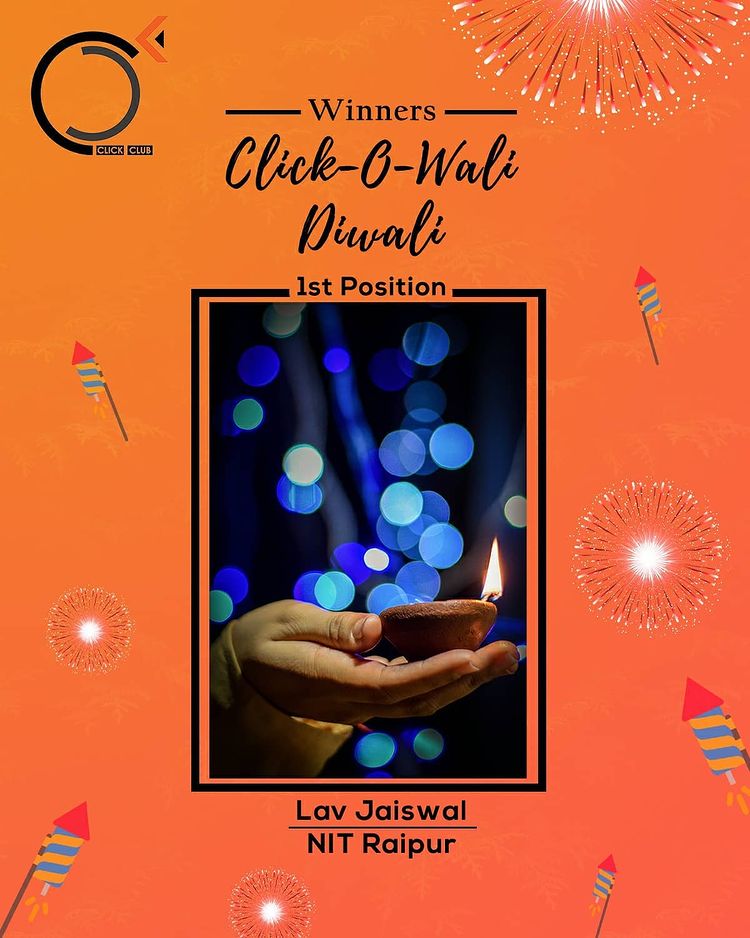 CLICK CLUB
Winners
Click-O-Wali
Diwali
1st Position
Lav Jaiswal
NIT Raipur